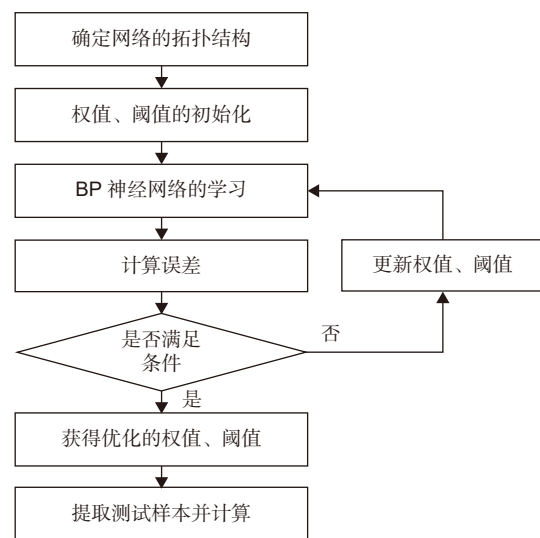 确定网络的拓扑结构
权值、阈值的初始化
BP 神经网络的学习
计算误差
更新权值、阈值
是否满足
条件
否
是
获得优化的权值、阈值
提取测试样本并计算